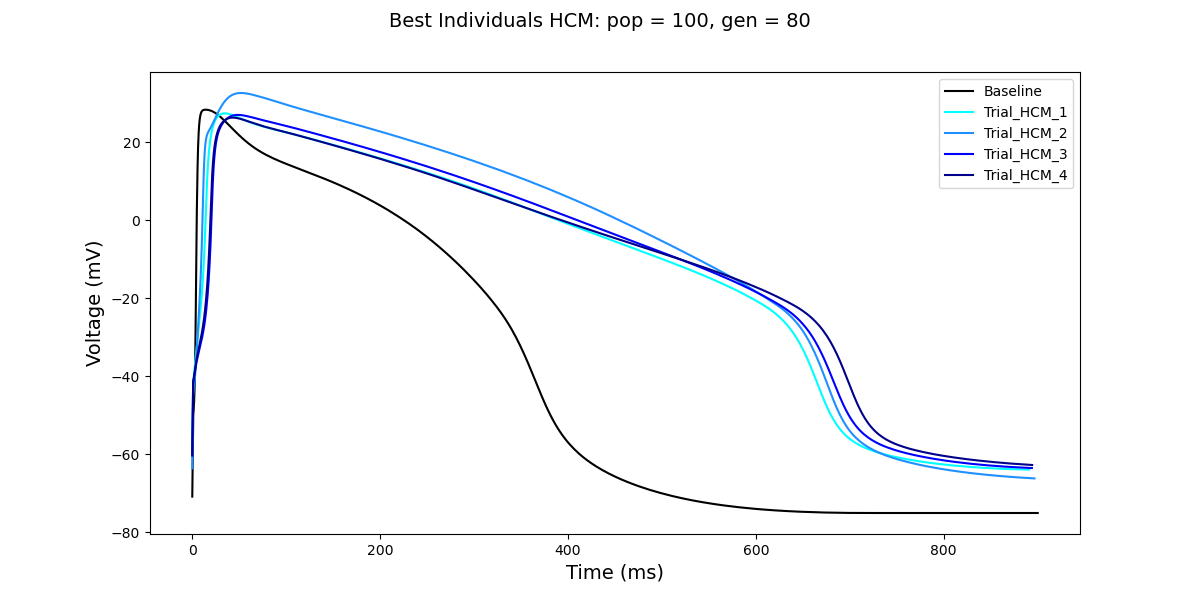 Best Individuals HCM: pop = 100, gen = 80
Baseline
Trial_HCM_1
Trial_HCM_2
Trial_HCM_3
Trial_HCM_4
Voltage (mV)
20
0
−20
−40
−60
−80
0 200 400 600 800
Time (ms)